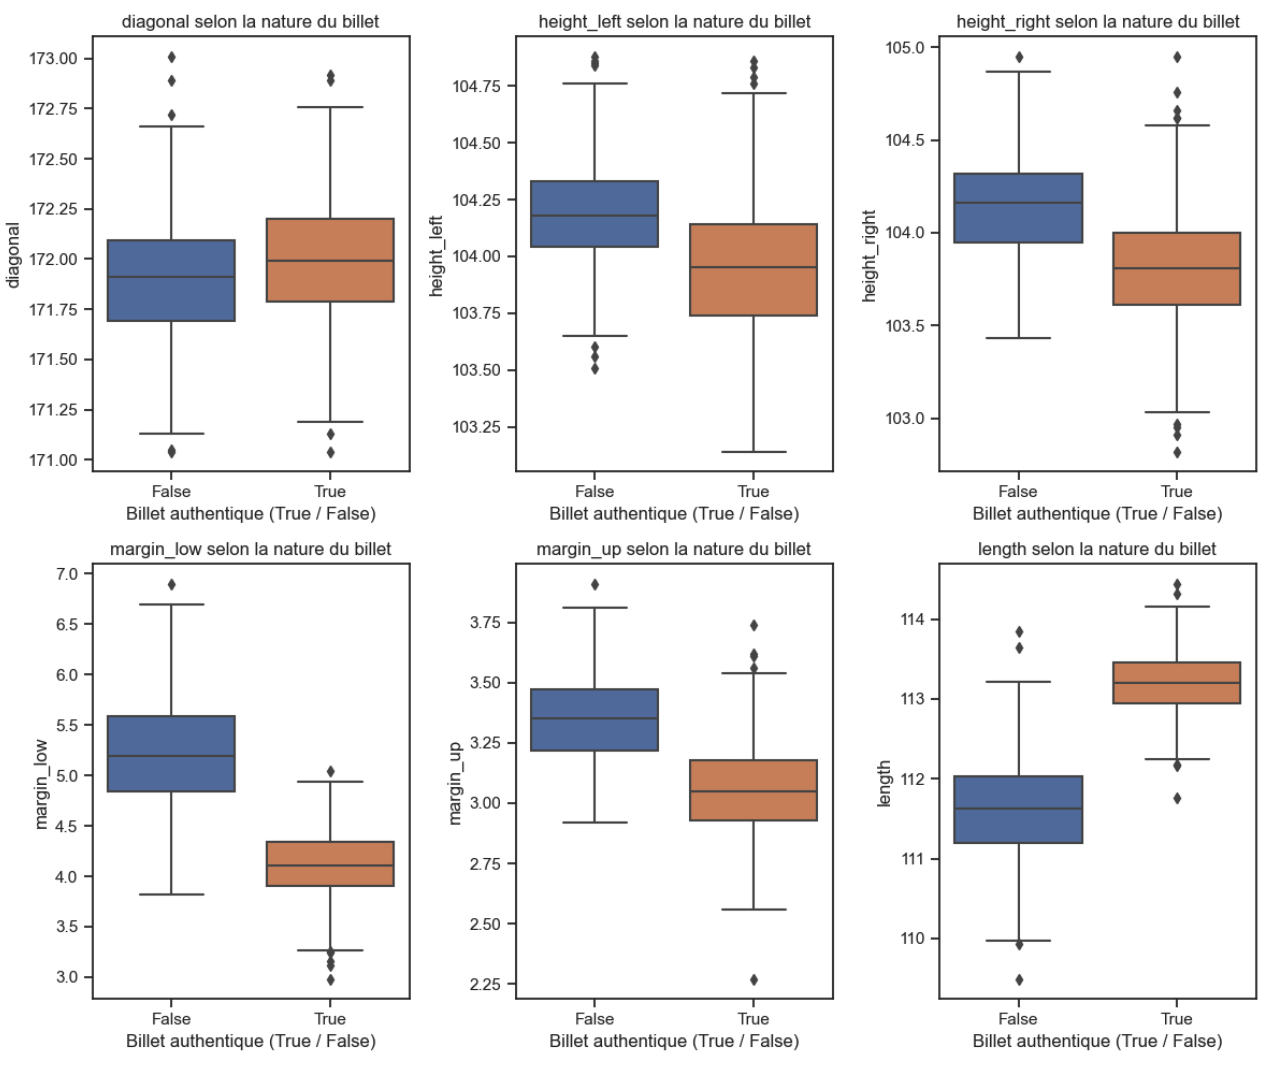 diagonal selon la nature du billet
173.00
172.75
172.50
172.25
172.00
171.75
171.50
171.25
171.00
diagonal
False
True
Billet authentique (True / False)
height_left selon la nature du billet
104.75
104.50
104.25
104.00
103.75
103.50
103.25
height_left
False
True
Billet authentique (True / False)
height_right selon la nature du billet
105.0
104.5
104.0
103.5
103.0
height_right
False
True
Billet authentique (True / False)
margin_low selon la nature du billet
7.0
6.5
6.0
5.5
5.0
4.5
4.0
3.5
3.0
margin_low
False
True
Billet authentique (True / False)
margin_up selon la nature du billet
3.75
3.50
3.25
3.00
2.75
2.50
2.25
margin_up
False
True
Billet authentique (True / False)
length selon la nature du billet
114
113
112
111
110
length
False
True
Billet authentique (True / False)